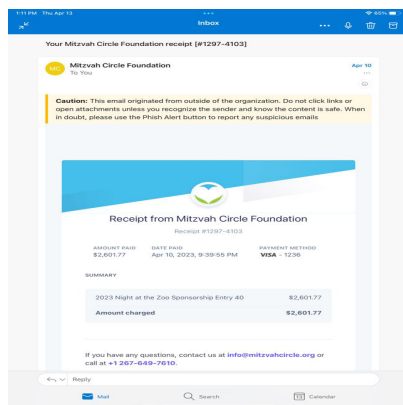 1:11 PM Thu Apr 13
65%
Inbox
Your Mitzvah Circle Foundation receipt [#1297-4103]
MC
Mitzvah Circle Foundation
Apr 10
To You
Caution: This email originated from outside of the organization. Do not click links or
open attachments unless you recognize the sender and know the content is safe. When
in doubt, please use the Phish Alert button to report any suspicious emails
Receipt from Mitzvah Circle Foundation
Receipt #1297-4103
AMOUNT PAID DATE PAID PAYMENT METHOD
$2,601.77 Apr 10, 2023, 9:39:55 PM VISA - 1236
SUMMARY
2023 Night at the Zoo Sponsorship Entry 40 $2,601.77
Amount charged $2,601.77
If you have any questions, contact us at info@mitzvahcircle.org or
call at +1 267-649-7610.
Reply
Mail Search 13 Calendar